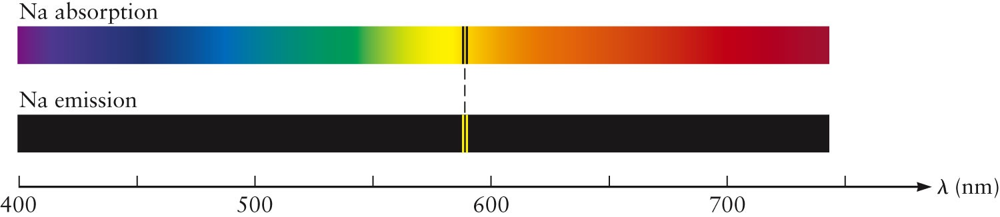 Na absorption
Na emission
400 500 600 700 λ (nm)